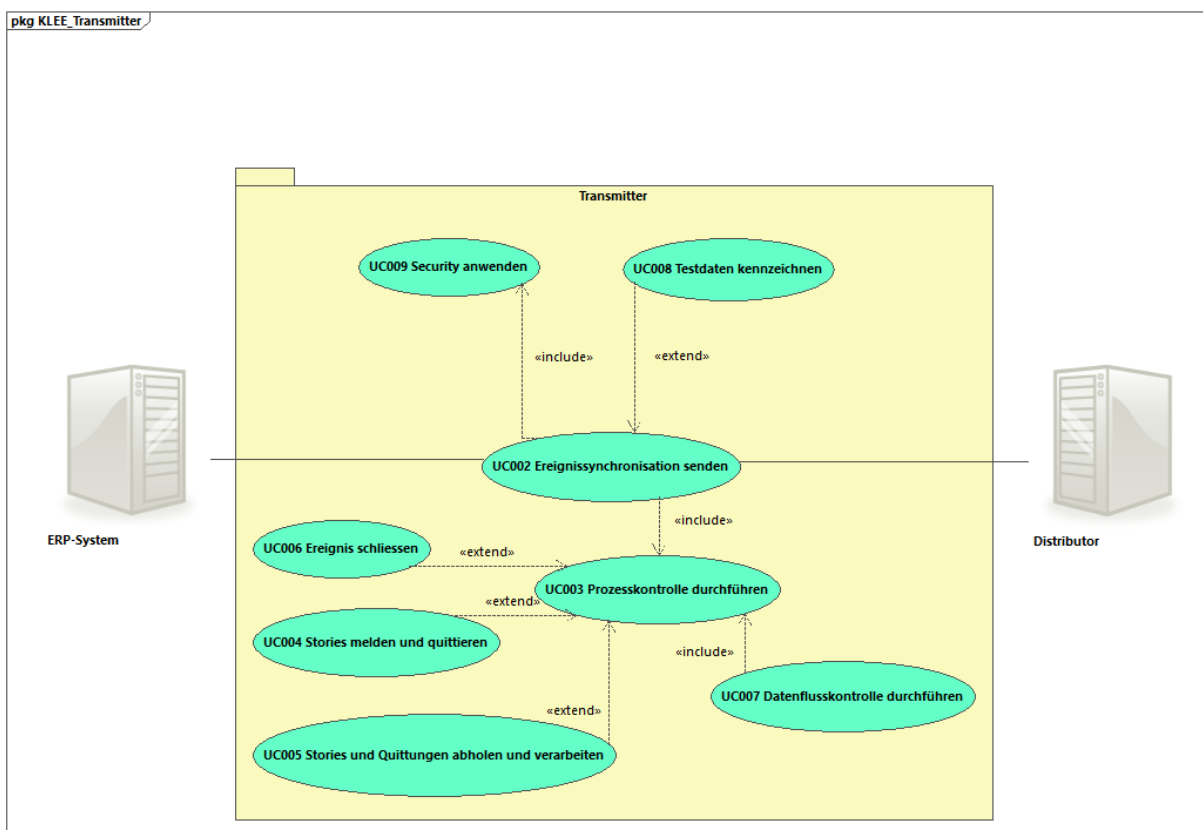 pkg KLEE_Transmitter
Transmitter
UC009 Security anwenden
UC008 Testdaten kennzeichnen
«include»
«extend»
UC002 Ereignissynchronisation senden
«include»
ERP-System
Distributor
UC006 Ereignis schliessen
«extend»
UC003 Prozesskontrolle durchführen
«extend»
UC004 Stories melden und quittieren
«include»
UC007 Datenflusskontrolle durchführen
«extend»
UC005 Stories und Quittungen abholen und verarbeiten